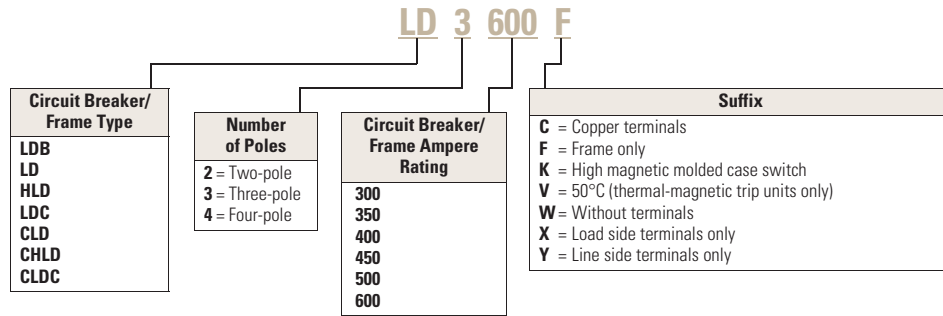 LD 3 600 F
Circuit Breaker/
Frame Type
LDB
LD
HLD
LDC
CLD
CHLD
CLDC
Number
of Poles
2 = Two-pole
3 = Three-pole
4 = Four-pole
Circuit Breaker/
Frame Ampere
Rating
300
350
400
450
500
600
Suffix
C = Copper terminals
F = Frame only
K = High magnetic molded case switch
V = 50°C (thermal-magnetic trip units only)
W = Without terminals
X = Load side terminals only
Y = Line side terminals only